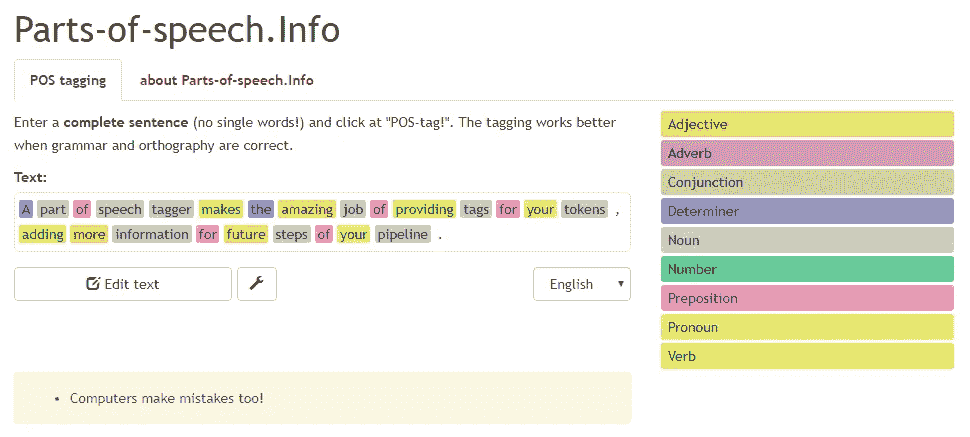 Parts-of-speech.Info
POS tagging
about Parts-of-speech.Info
Enter a complete sentence (no single words!) and click at "POS-tag!". The tagging works better
when grammar and orthography are correct.
Text:
A part of speech tagger makes the amazing job of providing tags for your tokens ,
adding more information for future steps of your pipeline .
Edit text
English
Computers make mistakes too!
Adjective
Adverb
Conjunction
Determiner
Noun
Number
Preposition
Pronoun
Verb